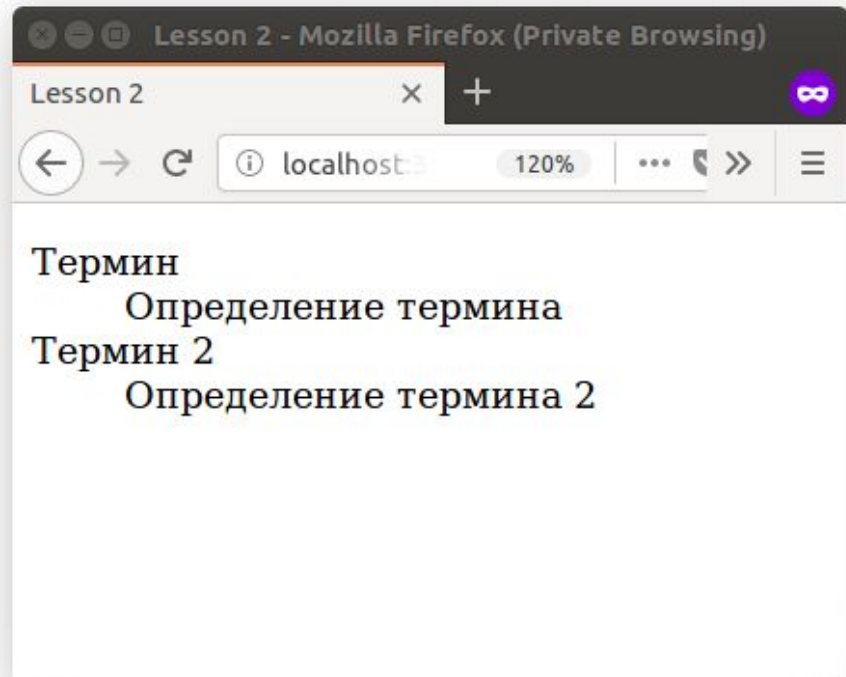 Lesson 2 - Mozilla Firefox (Private Browsing)
Lesson 2
localhost: 120%
Термин
Определение термина
Термин 2
Определение термина 2